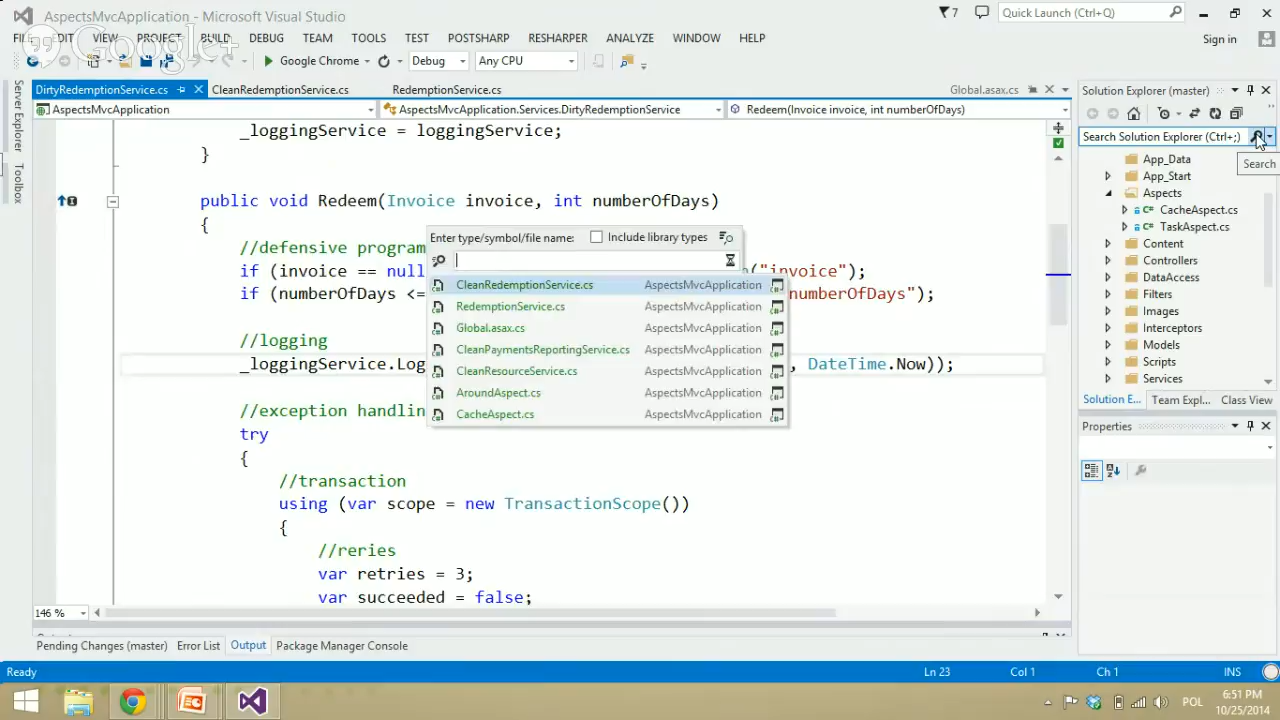 AspectsMvcApplication - Microsoft Visual Studio
7
Quick Launch (Ctrl+Q)
FILE EDIT VIEW PROJECT BUILD DEBUG TEAM TOOLS TEST POSTSHARP RESHARPER ANALYZE WINDOW HELP
Sign in
Google+
Google Chrome
Debug
Any CPU
DirtyRedemptionService.cs
CleanRedemptionService.cs
RedemptionService.cs
Global.asax.cs
AspectsMvcApplication
AspectsMvcApplication.Services.DirtyRedemptionService
Redeem(Invoice invoice, int numberOfDays)
Server Explorer
Toolbox
_loggingService = loggingService;
}
public void Redeem(Invoice invoice, int numberOfDays)
{
//defensive program
if (invoice == null
("invoice");
if (numberOfDays <=
numberOfDays");
//logging
_loggingService.Log
, DateTime.Now));
//exception handlin
try
{
//transaction
using (var scope = new TransactionScope())
{
//reries
var retries = 3;
var succeeded = false;
Enter type/symbol/file name:
Include library types
CleanRedemptionService.cs AspectsMvcApplication
RedemptionService.cs AspectsMvcApplication
Global.asax.cs AspectsMvcApplication
CleanPaymentsReportingService.cs AspectsMvcApplication
CleanResourceService.cs AspectsMvcApplication
AroundAspect.cs AspectsMvcApplication
CacheAspect.cs AspectsMvcApplication
146 %
Solution Explorer (master)
Search Solution Explorer (Ctrl+;)
Search
App_Data
App_Start
Aspects
CacheAspect.cs
TaskAspect.cs
Content
Controllers
DataAccess
Filters
Images
Interceptors
Models
Scripts
Services
Solution E...
Team Expl...
Class View
Properties
Pending Changes (master)
Error List
Output
Package Manager Console
Ready
Ln 23
Col 1
Ch 1
INS
POL
6:51 PM
10/25/2014